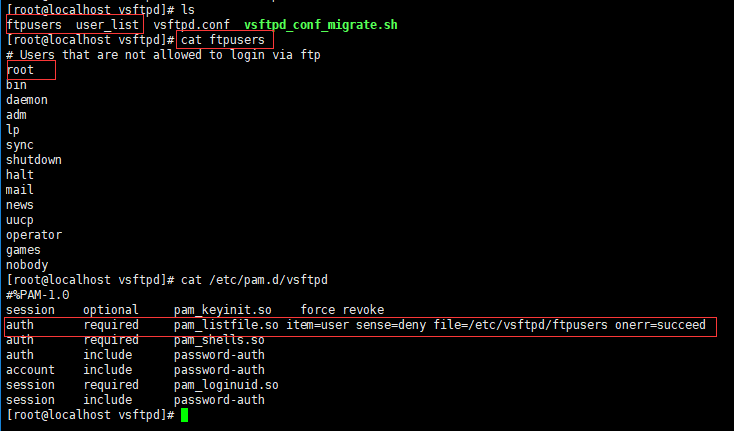 [root@localhost vsftpd]# ls
ftpusers  user_list  vsftpd.conf  vsftpd_conf_migrate.sh
[root@localhost vsftpd]# cat ftpusers
# Users that are not allowed to login via ftp
root
bin
daemon
adm
lp
sync
shutdown
halt
mail
news
uucp
operator
games
nobody
[root@localhost vsftpd]# cat /etc/pam.d/vsftpd
#%PAM-1.0
session    optional     pam_keyinit.so    force revoke
auth       required     pam_listfile.so item=user sense=deny file=/etc/vsftpd/ftpusers onerr=succeed
auth       required     pam_shells.so
auth       include      password-auth
account    include      password-auth
session    required     pam_loginuid.so
session    include      password-auth
[root@localhost vsftpd]#